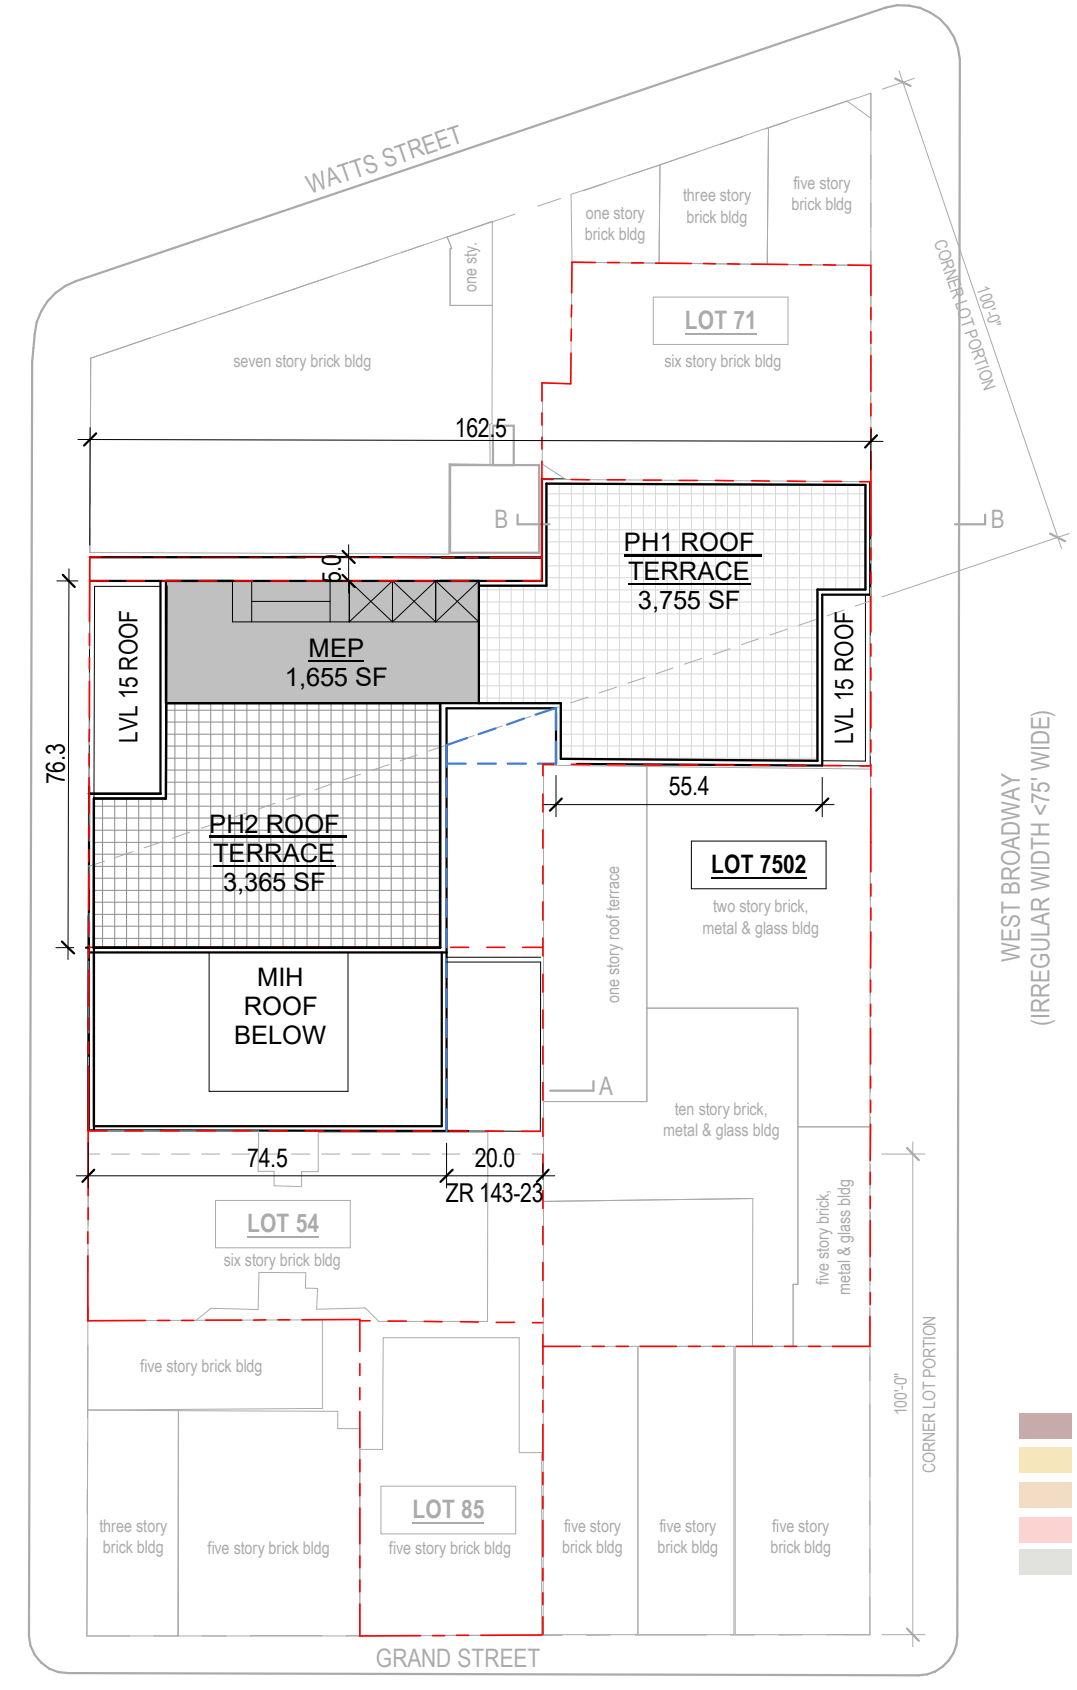 WATTS STREET
one story
brick bldg
three story
brick bldg
five story
brick bldg
one sty.
100'-0"
CORNER LOT PORTION
LOT 71
six story brick bldg
seven story brick bldg
162.5
B
B
PH1 ROOF
TERRACE
3,755 SF
5.0
LVL 15 ROOF
MEP
1,655 SF
LVL 15 ROOF
76.3
55.4
PH2 ROOF
TERRACE
3,365 SF
LOT 7502
two story brick,
metal & glass bldg
one story roof terrace
WEST BROADWAY
(IRREGULAR WIDTH <75' WIDE)
MIH
ROOF
BELOW
A
ten story brick,
metal & glass bldg
74.5
20.0
ZR 143-23
LOT 54
six story brick bldg
five story brick,
metal & glass bldg
five story brick bldg
100'-0"
CORNER LOT PORTION
three story
brick bldg
five story brick bldg
LOT 85
five story brick bldg
five story
brick bldg
five story
brick bldg
five story
brick bldg
GRAND STREET